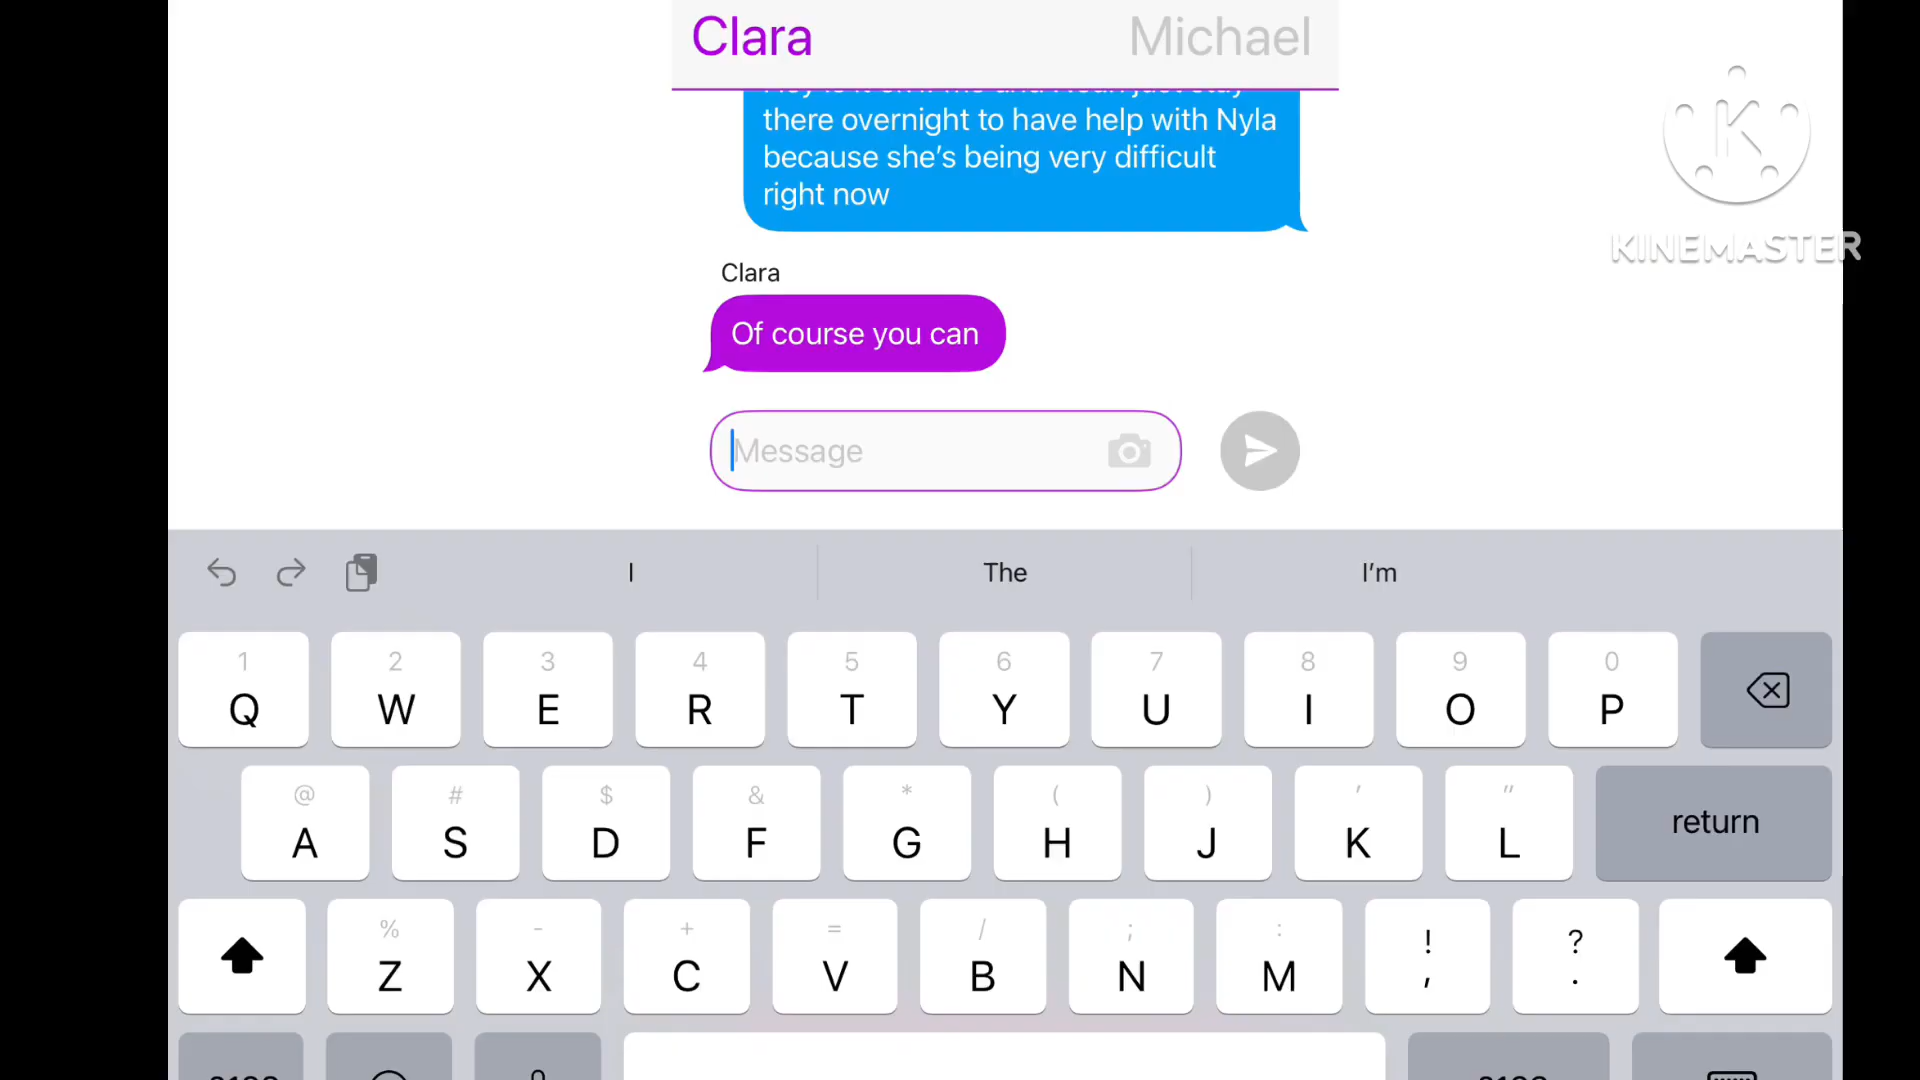 Clara Michael
there overnight to have help with Nyla
because she's being very difficult
right now
Clara
Of course you can
Message
KINEMASTER
I The I'm
1 2 3 4 5 6 7 8 9 0
Q W E R T Y U I O P
@ # $ & * ( ) ' "
A S D F G H J K L return
% - + = / ; : ! ?
Z X C V B N M , .